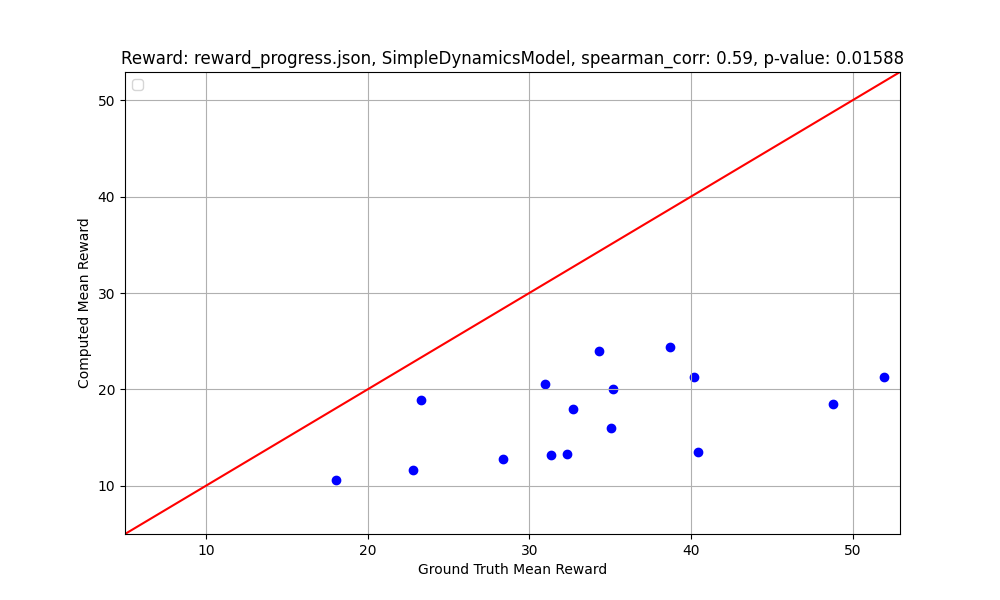 Reward: reward_progress.json, SimpleDynamicsModel, spearman_corr: 0.59, p-value: 0.01588
50
40
30
20
10
Computed Mean Reward
10 20 30 40 50
Ground Truth Mean Reward